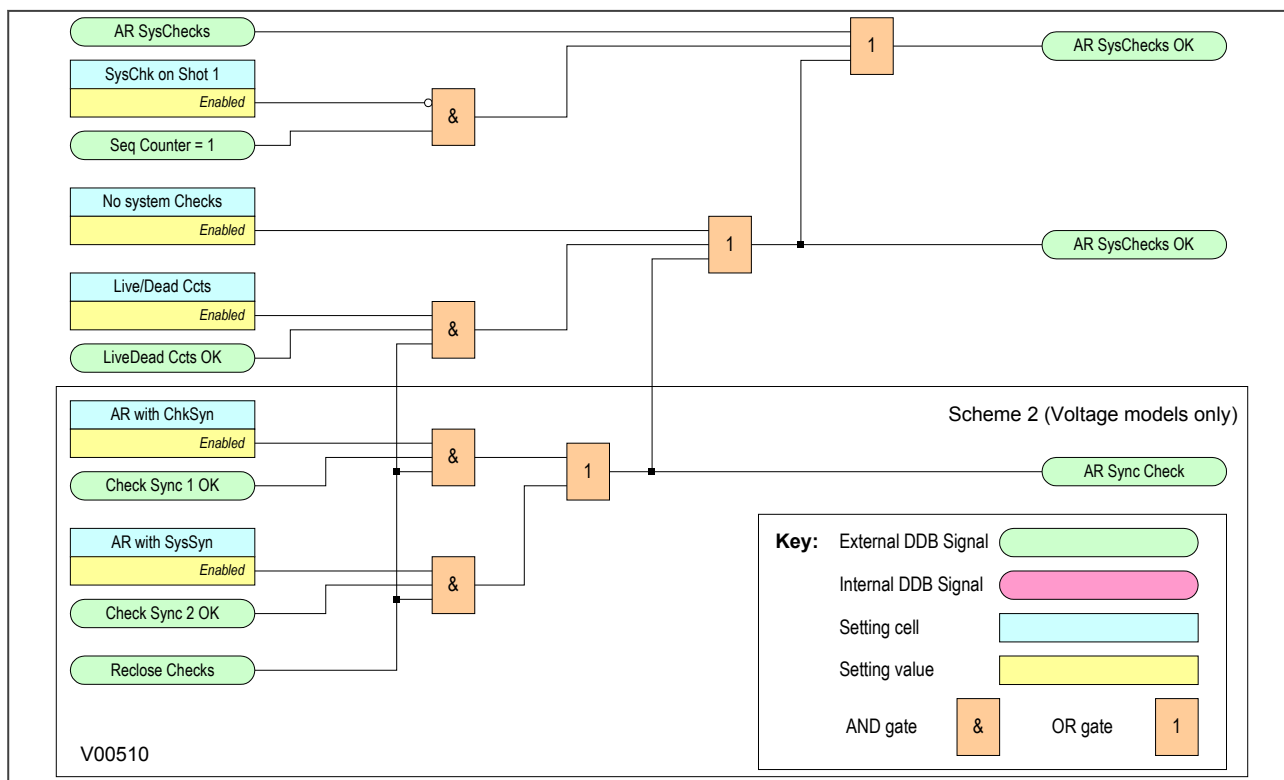 AR SysChecks
SysChk on Shot 1
Enabled
Seq Counter = 1
&
1
AR SysChecks OK
No system Checks
Enabled
1
AR SysChecks OK
Live/Dead Ccts
Enabled
LiveDead Ccts OK
&
Scheme 2 (Voltage models only)
AR with ChkSyn
Enabled
Check Sync 1 OK
&
1
AR Sync Check
AR with SysSyn
Enabled
Check Sync 2 OK
&
Reclose Checks
Key:
External DDB Signal
Internal DDB Signal
Setting cell
Setting value
AND gate
&
OR gate
1
V00510